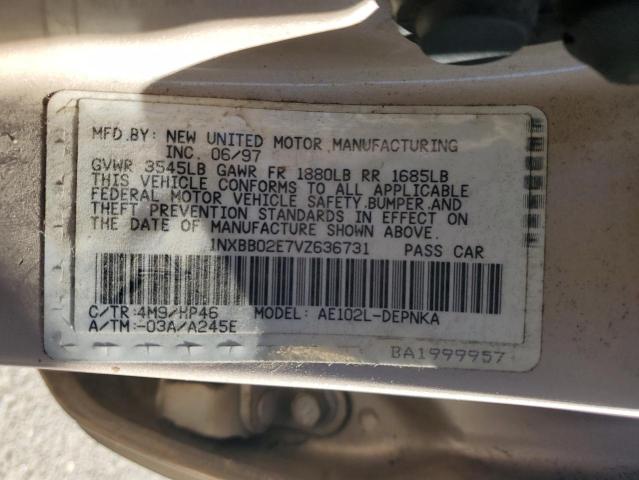 MFD.BY: NEW UNITED MOTOR MANUFACTURING
INC. 06/97
GVWR 3545LB GAWR FR 1880LB RR 1685LB
THIS VEHICLE CONFORMS TO ALL APPLICABLE
FEDERAL MOTOR VEHICLE SAFETY,BUMPER,AND
THEFT PREVENTION STANDARDS IN EFFECT ON
THE DATE OF MANUFACTURE SHOWN ABOVE.
1NXBB02E7VZ636731 PASS CAR
C/TR:4M9/HP46 MODEL: AE102L-DEPNKA
A/TM:-03A/A245E
BA1999957